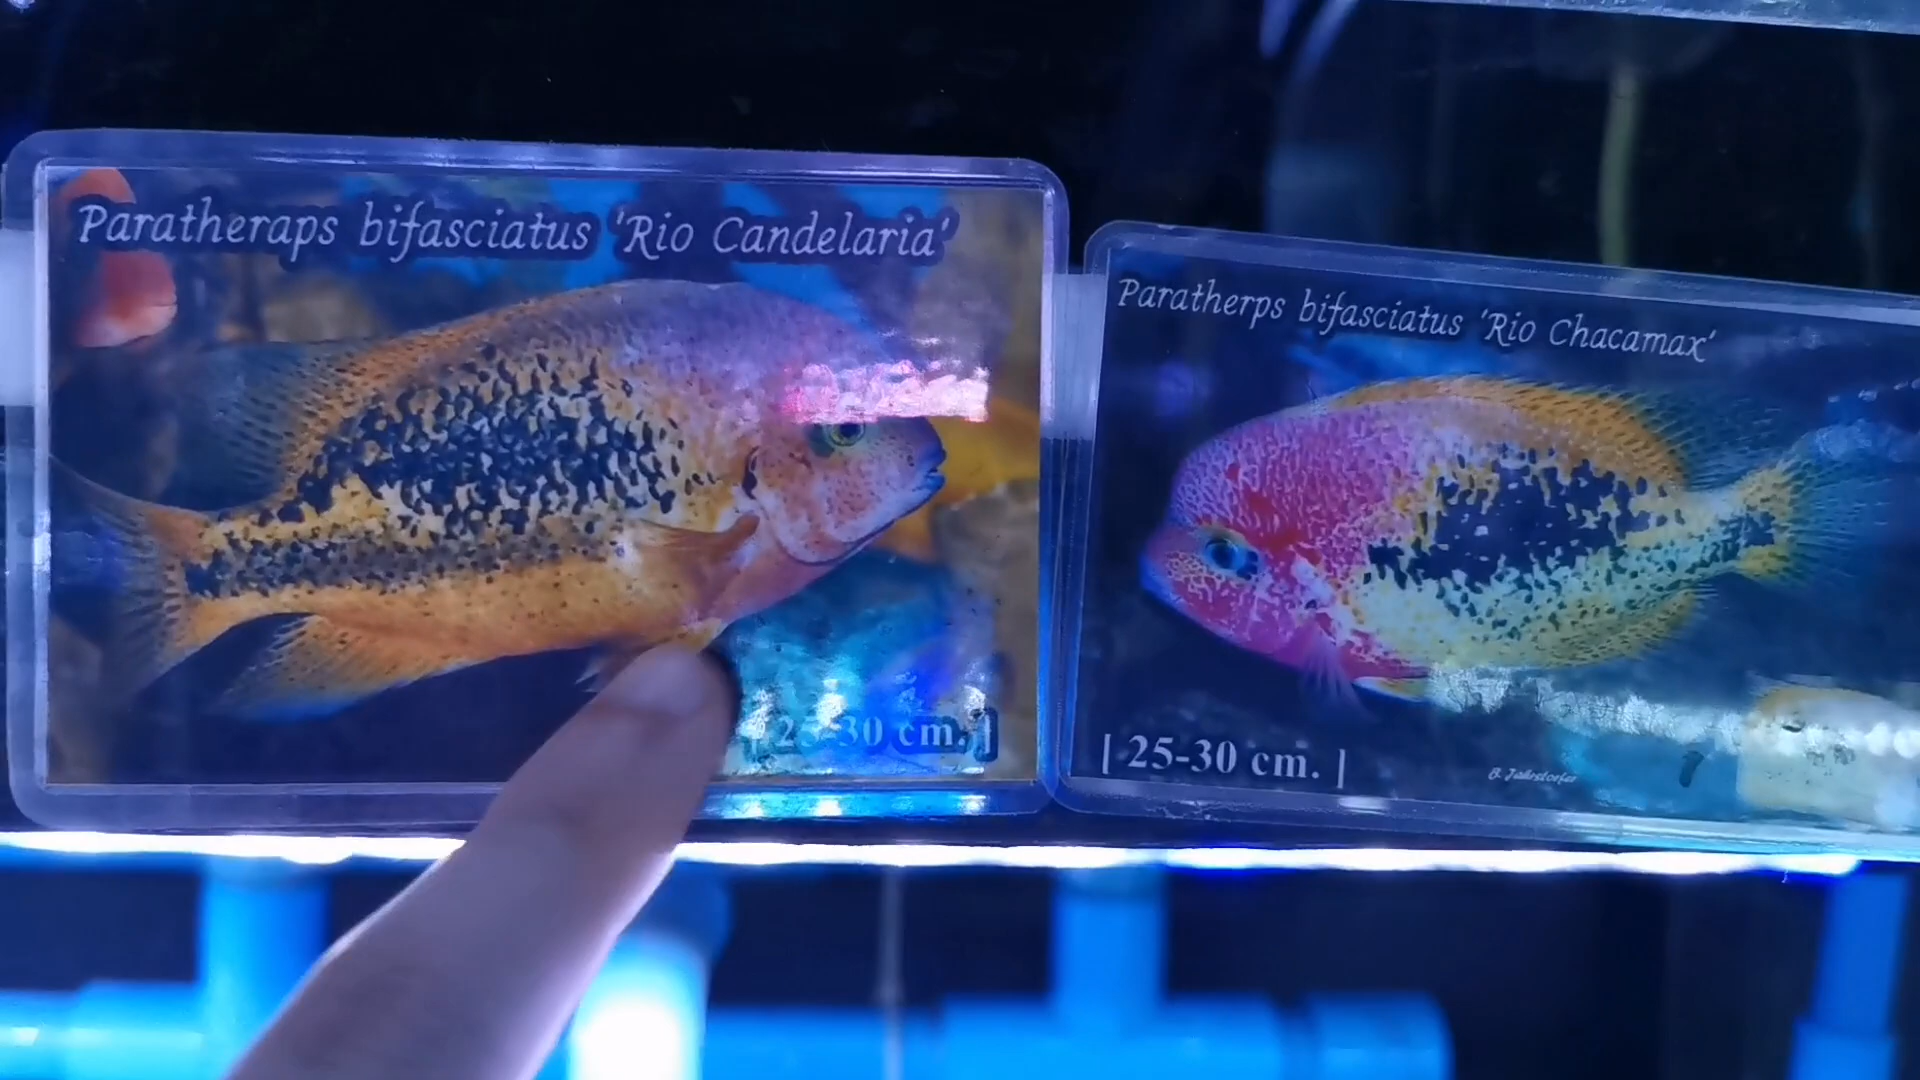 Paratheraps bifasciatus 'Rio Candelaria'
[ 25-30 cm. ]
Paratherps bifasciatus 'Rio Chacamax'
[ 25-30 cm. ]